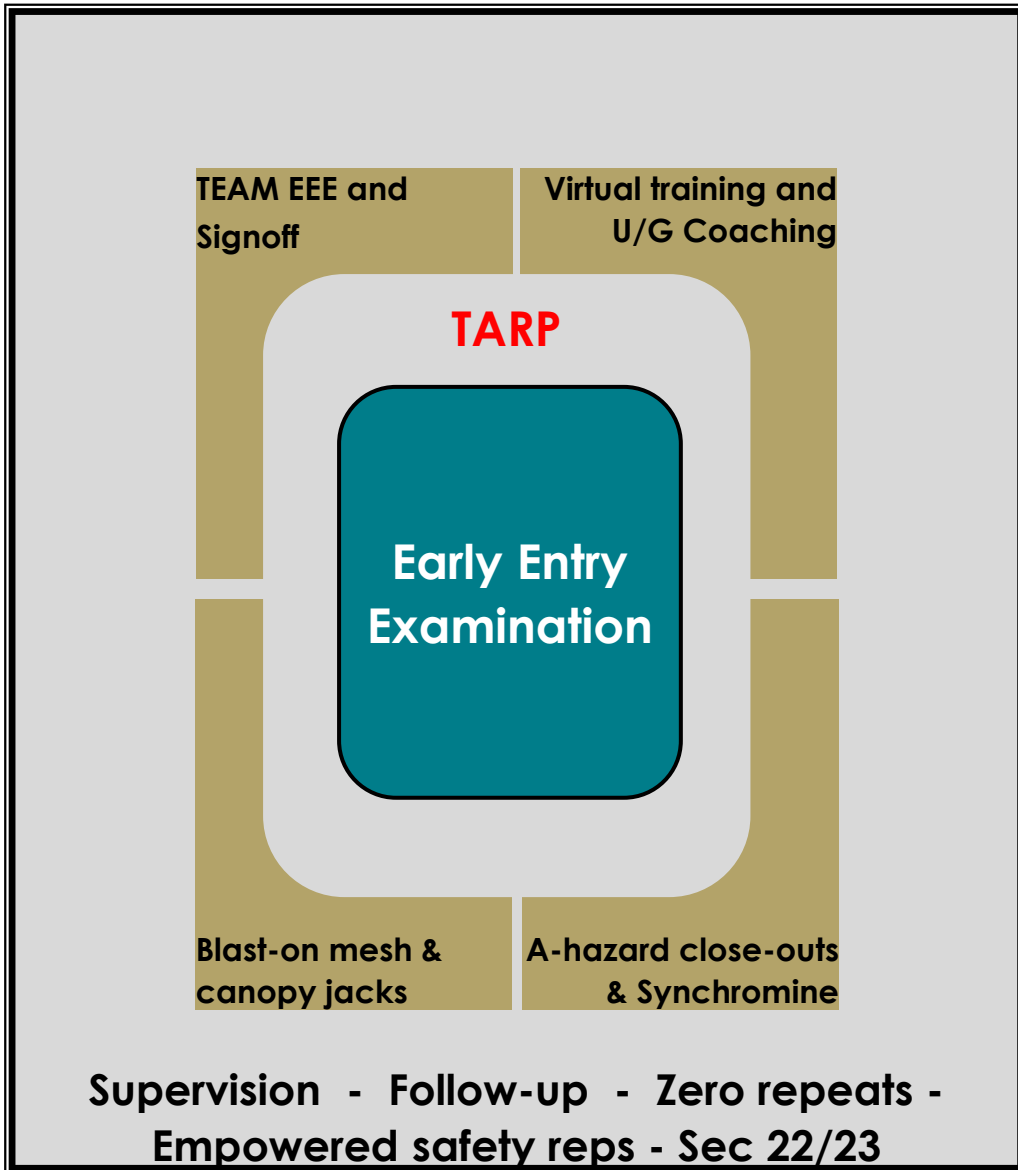 TEAM EEE and
Signoff
Virtual training and
U/G Coaching
TARP
Early Entry
Examination
Blast-on mesh &
canopy jacks
A-hazard close-outs
& Synchromine
Supervision - Follow-up - Zero repeats -
Empowered safety reps - Sec 22/23